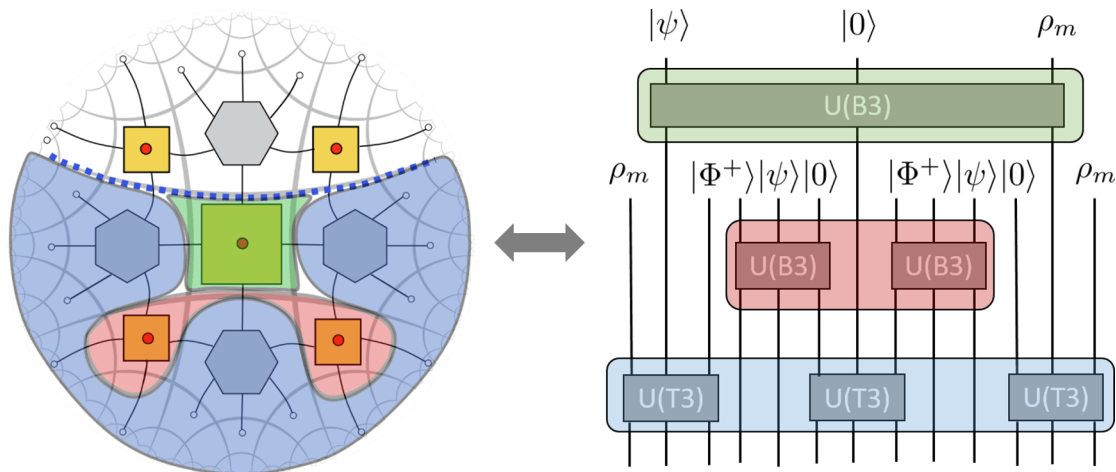 |ψ⟩ |0⟩ ρₘ
U(B3)
ρₘ |Φ⁺⟩|ψ⟩|0⟩ |Φ⁺⟩|ψ⟩|0⟩ ρₘ
U(B3) U(B3)
U(T3) U(T3) U(T3)